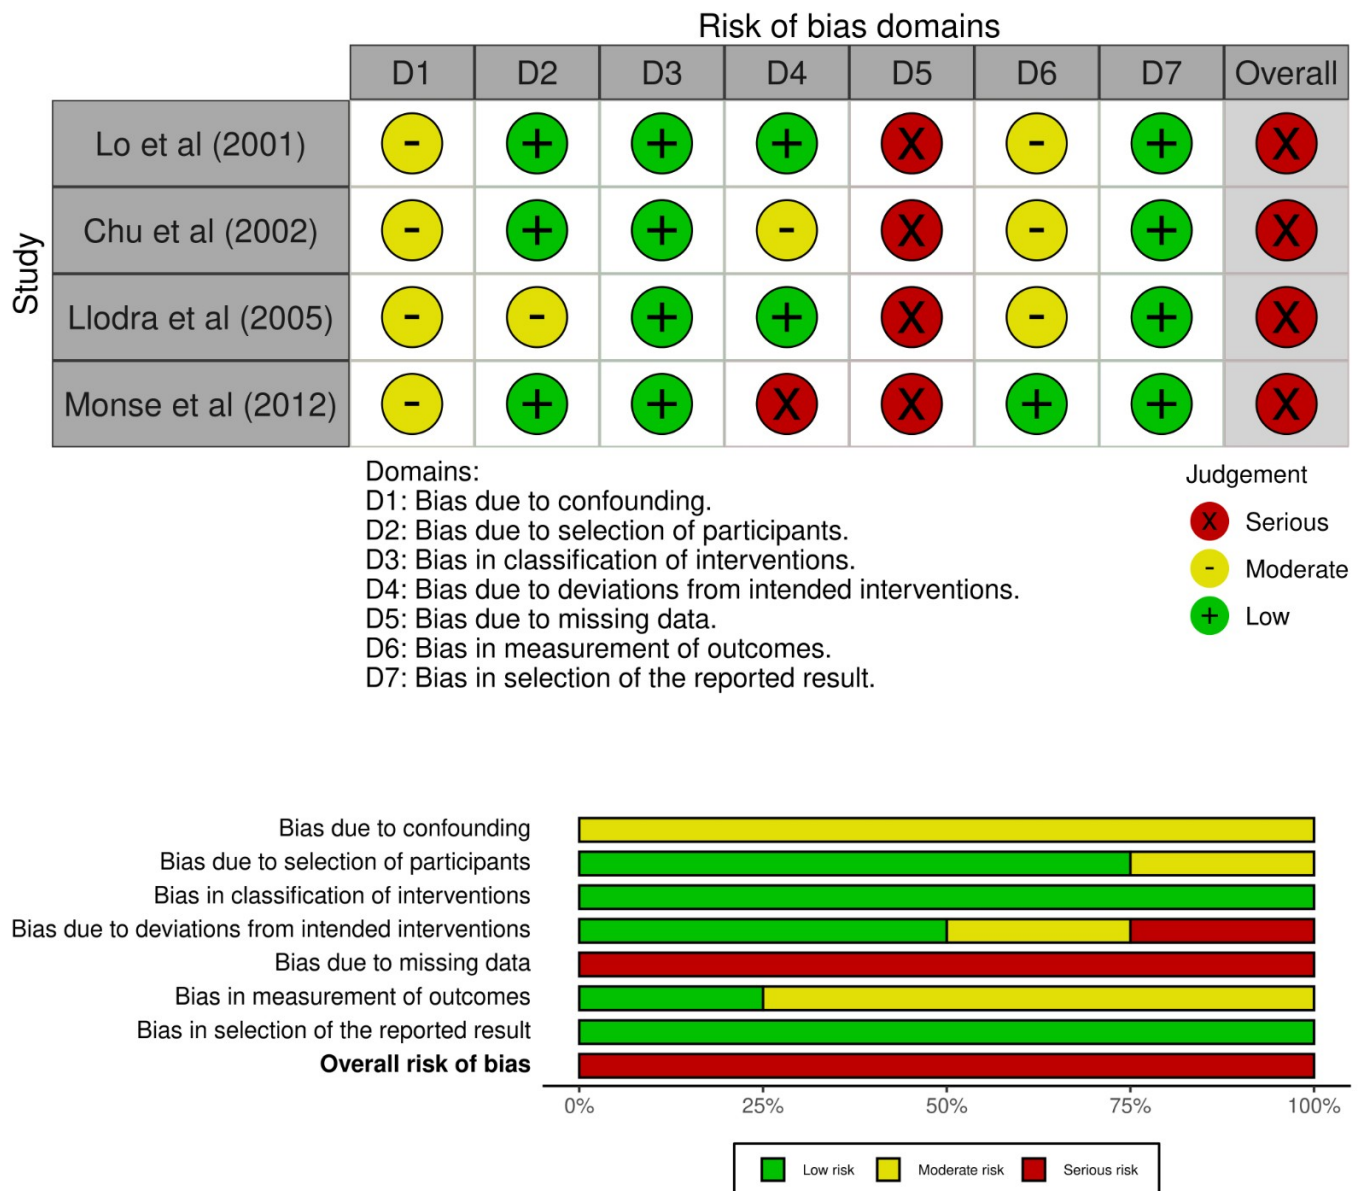 Risk of bias domains
D1 D2 D3 D4 D5 D6 D7 Overall
Study
Lo et al (2001) - + + + X - + X
Chu et al (2002) - + + - X - + X
Llodra et al (2005) - - + + X - + X
Monse et al (2012) - + + X X + + X
Domains:
D1: Bias due to confounding.
D2: Bias due to selection of participants.
D3: Bias in classification of interventions.
D4: Bias due to deviations from intended interventions.
D5: Bias due to missing data.
D6: Bias in measurement of outcomes.
D7: Bias in selection of the reported result.
Judgement
X Serious
- Moderate
+ Low
Bias due to confounding
Bias due to selection of participants
Bias in classification of interventions
Bias due to deviations from intended interventions
Bias due to missing data
Bias in measurement of outcomes
Bias in selection of the reported result
Overall risk of bias
0% 25% 50% 75% 100%
Low risk Moderate risk Serious risk